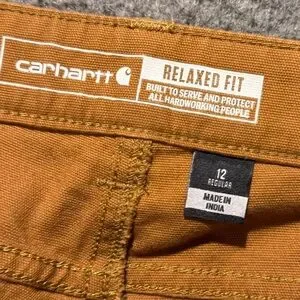 carhartt
RELAXED FIT
BUILT TO SERVE AND PROTECT
ALL HARDWORKING PEOPLE
12
REGULAR
MADE IN
INDIA